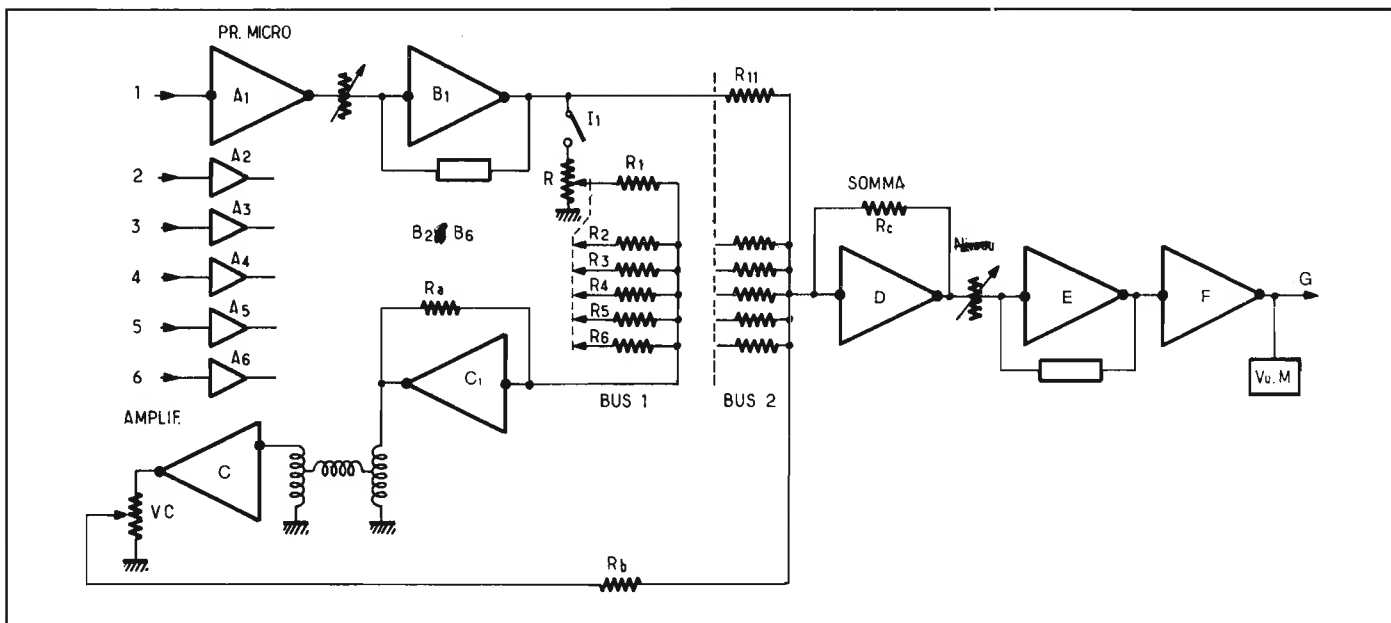 PR. MICRO
1 A1 B1 I1 R11
2 A2
3 A3
4 A4
5 A5
6 A6
R R1
B2 B6
R2
R3
R4
R5
R6
Ra
C1
BUS 1 BUS 2
SOMMA
Rc
D E F G
Vu. M
AMPLIF.
C
VC
Rb